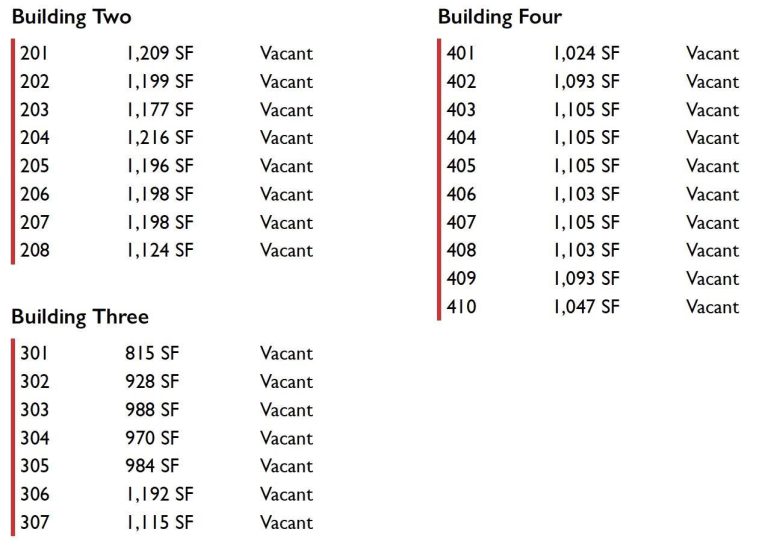 Building Two
201 1,209 SF Vacant
202 1,199 SF Vacant
203 1,177 SF Vacant
204 1,216 SF Vacant
205 1,196 SF Vacant
206 1,198 SF Vacant
207 1,198 SF Vacant
208 1,124 SF Vacant
Building Three
301 815 SF Vacant
302 928 SF Vacant
303 988 SF Vacant
304 970 SF Vacant
305 984 SF Vacant
306 1,192 SF Vacant
307 1,115 SF Vacant
Building Four
401 1,024 SF Vacant
402 1,093 SF Vacant
403 1,105 SF Vacant
404 1,105 SF Vacant
405 1,105 SF Vacant
406 1,103 SF Vacant
407 1,105 SF Vacant
408 1,103 SF Vacant
409 1,093 SF Vacant
410 1,047 SF Vacant